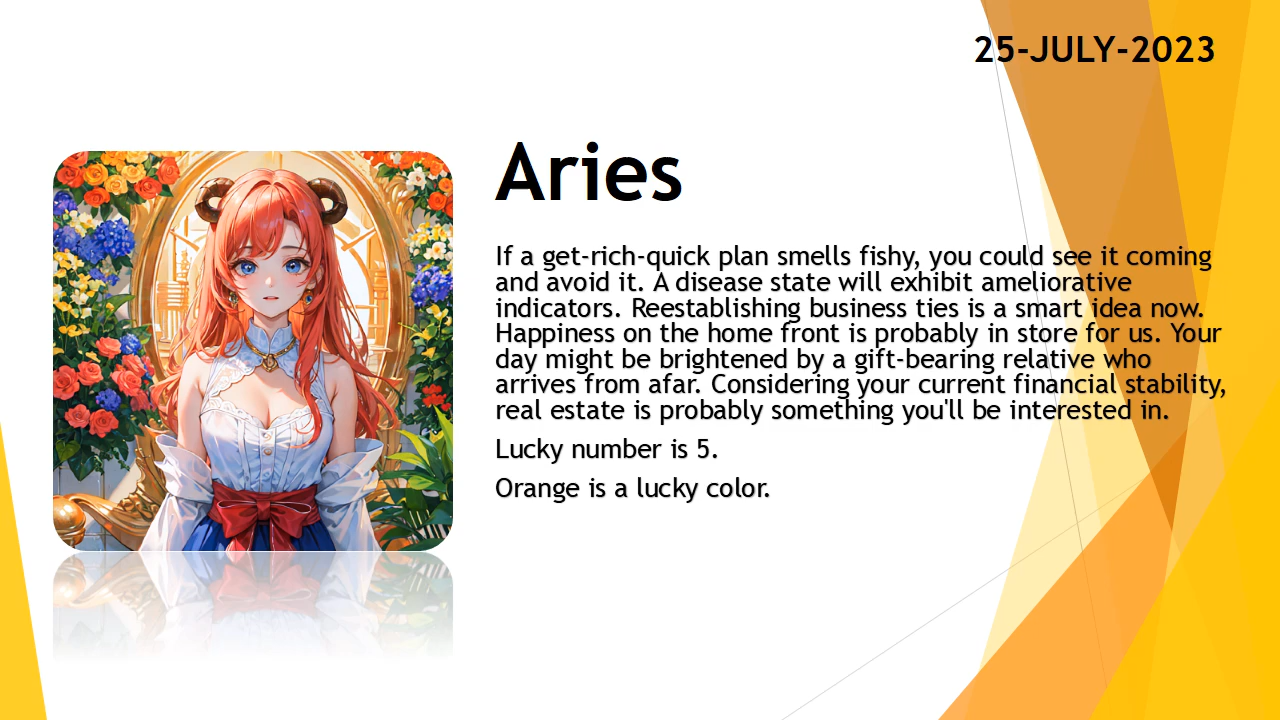 25-JULY-2023
Aries
If a get-rich-quick plan smells fishy, you could see it coming
and avoid it. A disease state will exhibit ameliorative
indicators. Reestablishing business ties is a smart idea now.
Happiness on the home front is probably in store for us. Your
day might be brightened by a gift-bearing relative who
arrives from afar. Considering your current financial stability,
real estate is probably something you'll be interested in.
Lucky number is 5.
Orange is a lucky color.